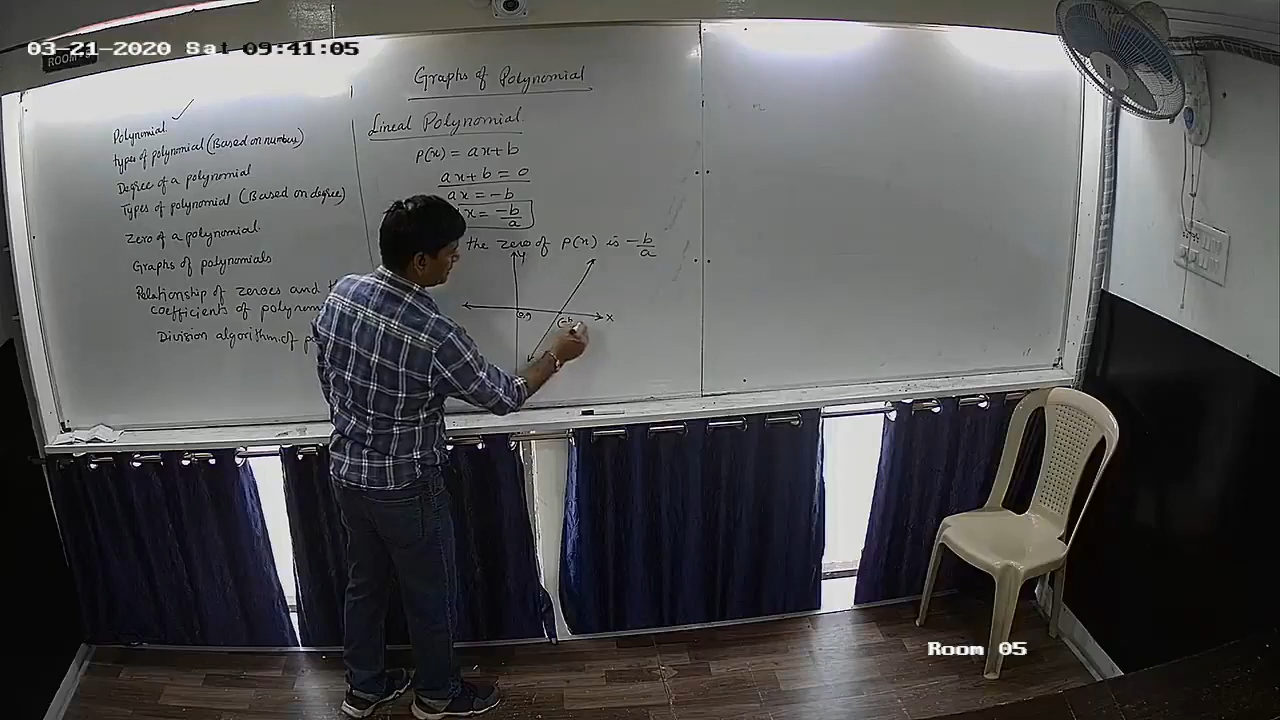 03-21-2020 Sat 09:41:05
ROOM-5
Polynomial ✓
Types of polynomial (Based on number)
Degree of a polynomial
Types of polynomial (Based on degree)
Zero of a polynomial.
Graphs of polynomials
Relationship of zeroes and
coefficients of
Division algorithm of
Graphs of Polynomial
Lineal Polynomial.
P(x) = ax+b
ax+b = 0
ax = -b
x = -b/a
the zero of P(x) is -b/a
Y
X
(-b
Room 05